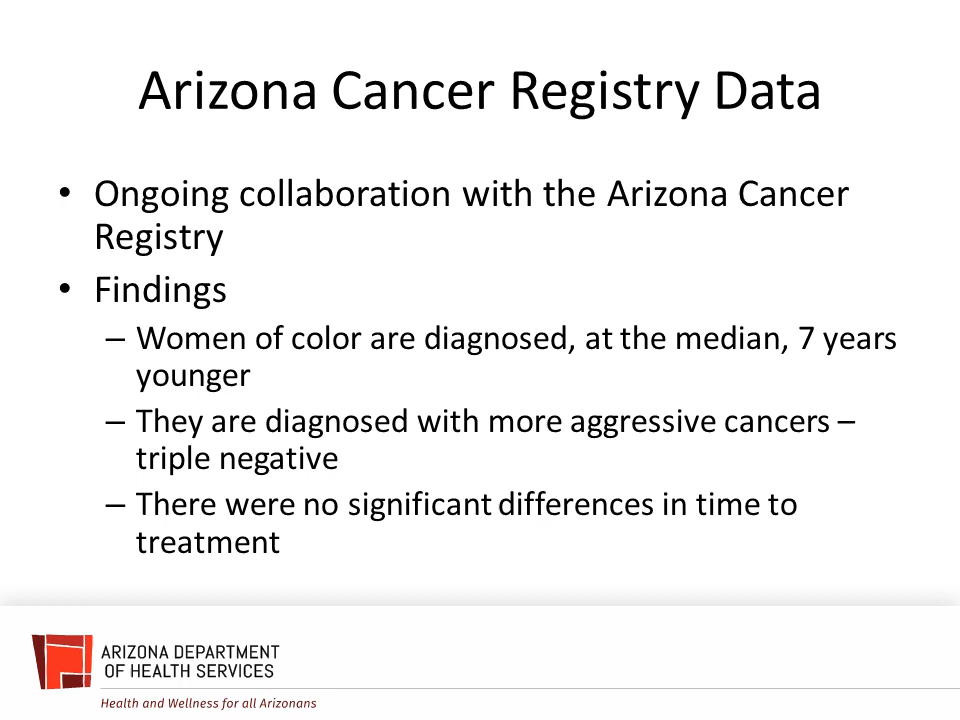 Arizona Cancer Registry Data
• Ongoing collaboration with the Arizona Cancer
Registry
• Findings
– Women of color are diagnosed, at the median, 7 years
younger
– They are diagnosed with more aggressive cancers –
triple negative
– There were no significant differences in time to
treatment
ARIZONA DEPARTMENT
OF HEALTH SERVICES
Health and Wellness for all Arizonans